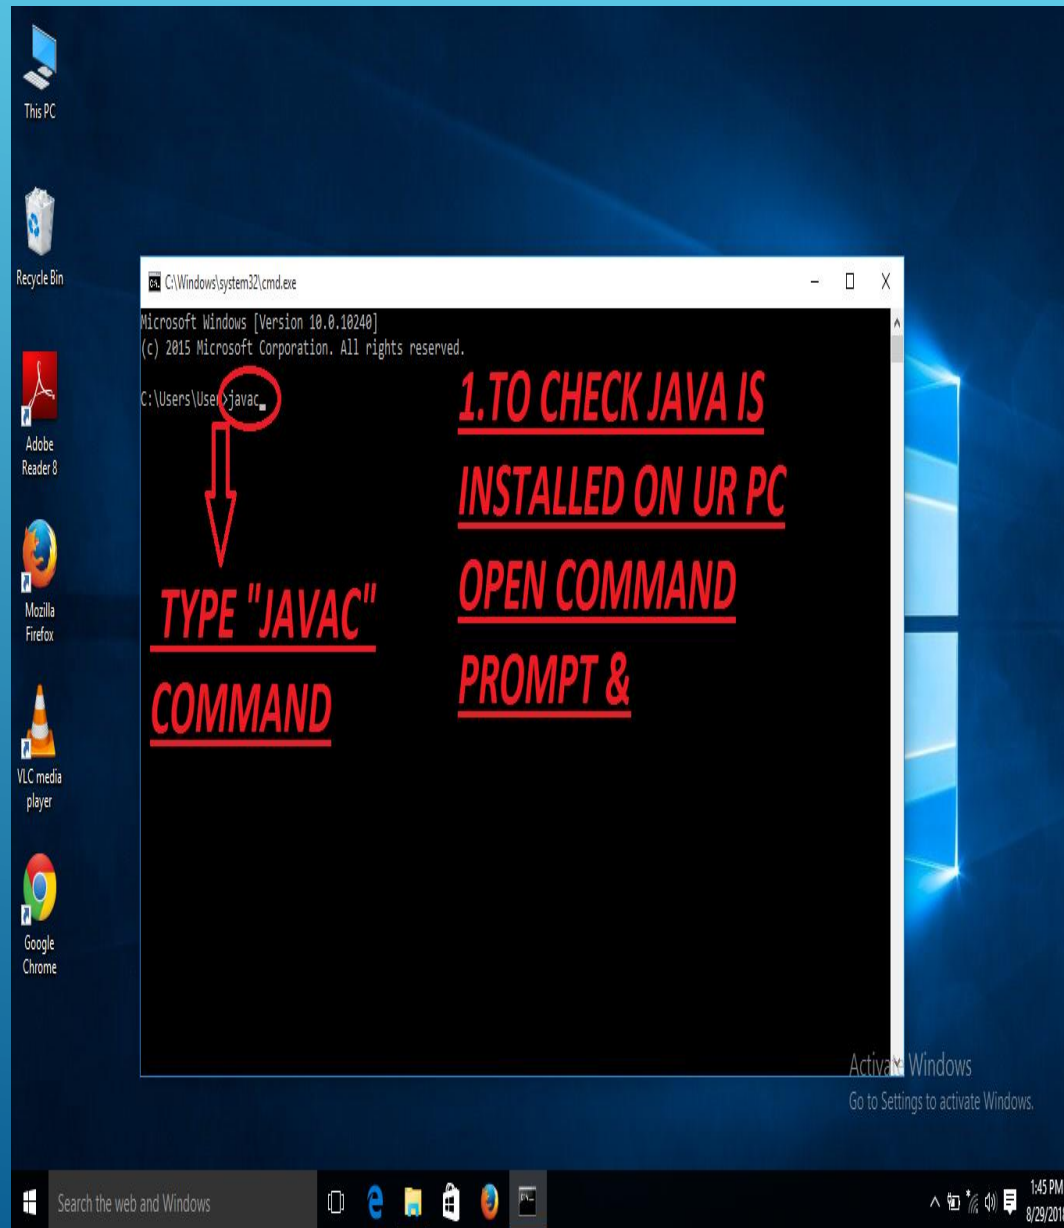 This PC
Recycle Bin
Adobe
Reader 8
Mozilla
Firefox
VLC media
player
Google
Chrome
C:\Windows\system32\cmd.exe
Microsoft Windows [Version 10.0.10240]
(c) 2015 Microsoft Corporation. All rights reserved.
C:\Users\User>javac
1.TO CHECK JAVA IS
INSTALLED ON UR PC
OPEN COMMAND
PROMPT &
TYPE "JAVAC"
COMMAND
Activate Windows
Go to Settings to activate Windows.
Search the web and Windows
1:45 PM